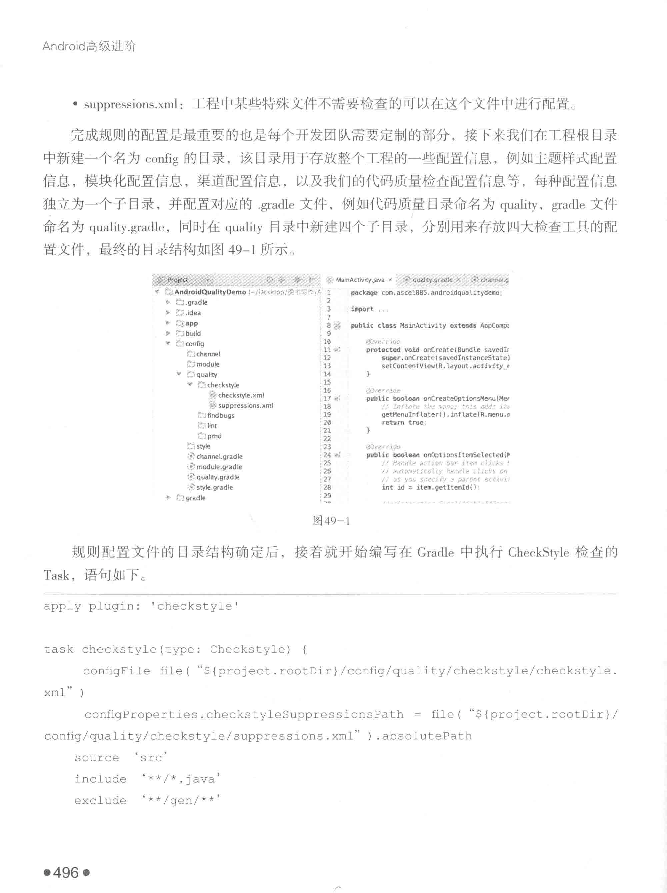 Android高级进阶
• suppressions.xml：工程中某些特殊文件不需要检查的可以在这个文件中进行配置。
完成规则的配置是最重要的也是每个开发团队需要定制的部分，接下来我们在工程根目录
中新建一个名为 config 的目录，该目录用于存放整个工程的一些配置信息，例如主题样式配置
信息，模块化配置信息，渠道配置信息，以及我们的代码质量检查配置信息等，每种配置信息
独立为一个子目录，并配置对应的 .gradle 文件，例如代码质量目录命名为 quality，gradle 文件
命名为 quality.gradle，同时在 quality 目录中新建四个子目录，分别用来存放四大检查工具的配
置文件，最终的目录结构如图 49-1 所示。
Project
AndroidQualityDemo
.gradle
.idea
app
build
config
channel
module
quality
checkstyle
checkstyle.xml
suppressions.xml
findbugs
lint
pmd
style
channel.gradle
module.gradle
quality.gradle
style.gradle
gradle
MainActivity.java × quality.gradle × channel.g
1 package com.asce1885.androidqualitydemo;
2
3 import ...
7
8 public class MainActivity extends AppCompa
9
10 @Override
11 protected void onCreate(Bundle savedIn
12 super.onCreate(savedInstanceState)
13 setContentView(R.layout.activity_m
14 }
15
16 @Override
17 public boolean onCreateOptionsMenu(Men
18 // Inflate the menu; this adds ite
19 getMenuInflater().inflate(R.menu.m
20 return true;
21 }
22
23 @Override
24 public boolean onOptionsItemSelected(M
25 // Handle action bar item clicks h
26 // automatically handle clicks on
27 // as you specify a parent activit
28 int id = item.getItemId();
29
图49-1
规则配置文件的目录结构确定后，接着就开始编写在 Gradle 中执行 CheckStyle 检查的
Task，语句如下。
apply plugin: 'checkstyle'
task checkstyle(type: Checkstyle) {
configFile file( “${project.rootDir}/config/quality/checkstyle/checkstyle.
xml” )
configProperties.checkstyleSuppressionsPath = file( “${project.rootDir}/
config/quality/checkstyle/suppressions.xml” ).absolutePath
source ‘src’
include ‘**/*.java’
exclude ‘**/gen/**’
●496●